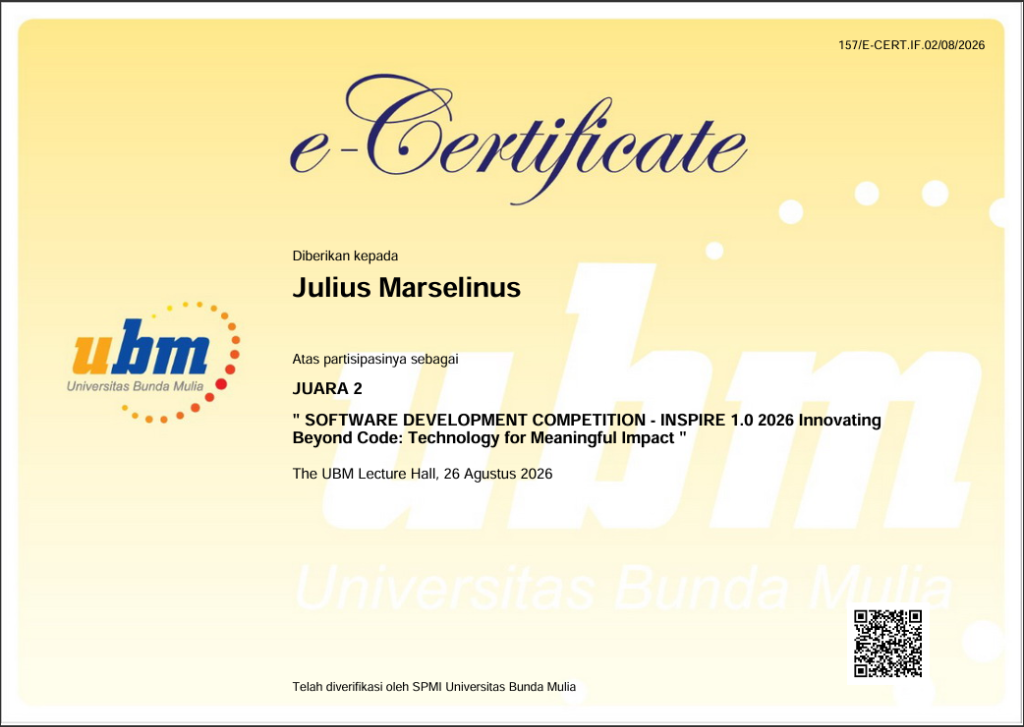 157/E-CERT.IF.02/08/2026
e-Certificate
Diberikan kepada
Julius Marselinus
ubm
Universitas Bunda Mulia
Atas partisipasinya sebagai
JUARA 2
" SOFTWARE DEVELOPMENT COMPETITION - INSPIRE 1.0 2026 Innovating
Beyond Code: Technology for Meaningful Impact "
The UBM Lecture Hall, 26 Agustus 2026
ubm
Universitas Bunda Mulia
Telah diverifikasi oleh SPMI Universitas Bunda Mulia